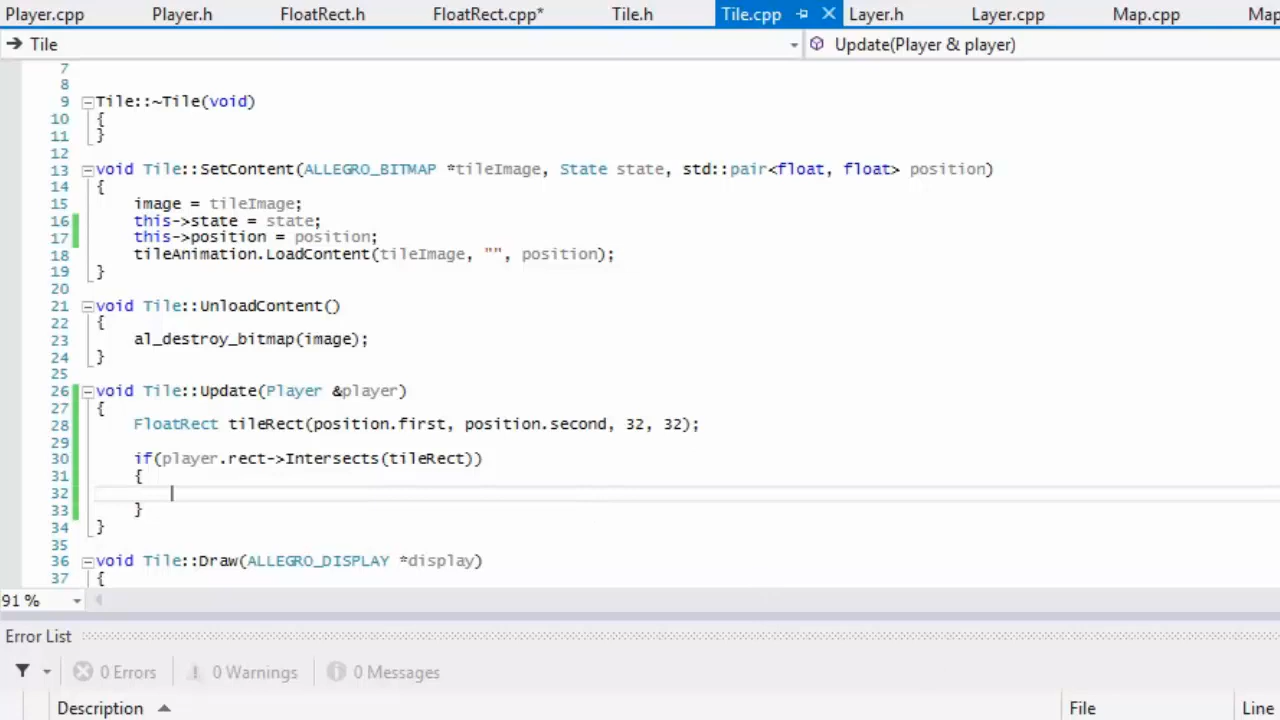 Player.cpp Player.h FloatRect.h FloatRect.cpp* Tile.h Tile.cpp Layer.h Layer.cpp Map.cpp Map
Tile Update(Player & player)
7
8
9 Tile::~Tile(void)
10 {
11 }
12
13 void Tile::SetContent(ALLEGRO_BITMAP *tileImage, State state, std::pair<float, float> position)
14 {
15 image = tileImage;
16 this->state = state;
17 this->position = position;
18 tileAnimation.LoadContent(tileImage, "", position);
19 }
20
21 void Tile::UnloadContent()
22 {
23 al_destroy_bitmap(image);
24 }
25
26 void Tile::Update(Player &player)
27 {
28 FloatRect tileRect(position.first, position.second, 32, 32);
29
30 if(player.rect->Intersects(tileRect))
31 {
32
33 }
34 }
35
36 void Tile::Draw(ALLEGRO_DISPLAY *display)
37 {
91 %
Error List
0 Errors 0 Warnings 0 Messages
Description File Line